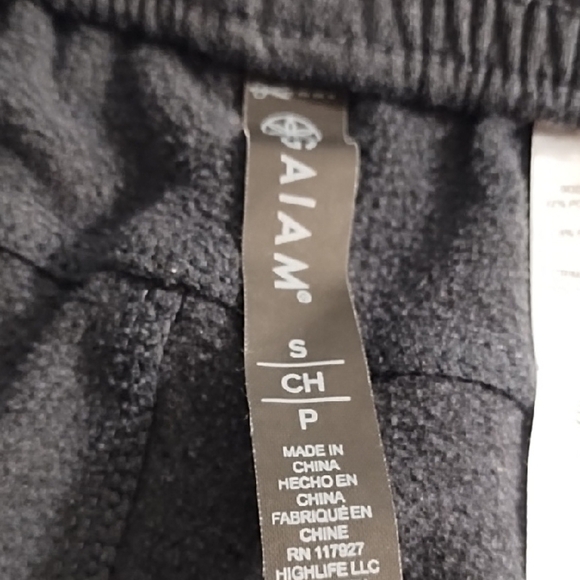 GAIAM®
S
CH
P
MADE IN
CHINA
HECHO EN
CHINA
FABRIQUÉ EN
CHINE
RN 117927
HIGHLIFE LLC